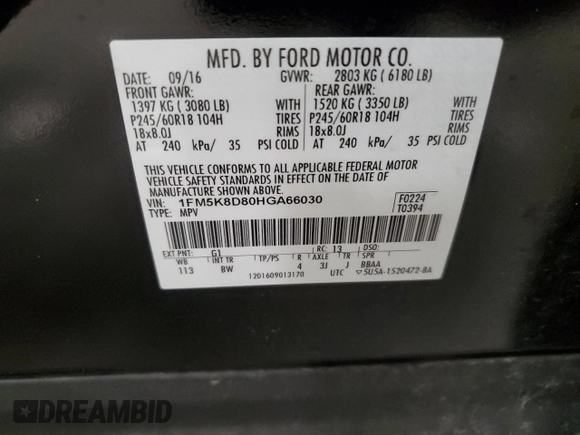 MFD. BY FORD MOTOR CO.
DATE: 09/16 GVWR: 2803 KG ( 6180 LB)
FRONT GAWR: REAR GAWR:
1397 KG ( 3080 LB) WITH 1520 KG ( 3350 LB) WITH
P245/60R18 104H TIRES P245/60R18 104H TIRES
18x8.0J RIMS 18x8.0J RIMS
AT 240 kPa/ 35 PSI COLD AT 240 kPa/ 35 PSI COLD
THIS VEHICLE CONFORMS TO ALL APPLICABLE FEDERAL MOTOR
VEHICLE SAFETY STANDARDS IN EFFECT ON THE DATE OF
MANUFACTURE SHOWN ABOVE.
VIN: 1FM5K8D80HGA66030 F0224
TYPE: MPV T0394
EXT PNT: G1 RC: 13 DSO:
WB INT TR TP/PS R AXLE TR SPR
113 BW 4 3J J BBAA
1201609013170 UTC 5U5A-1520472-BA
DREAMBID